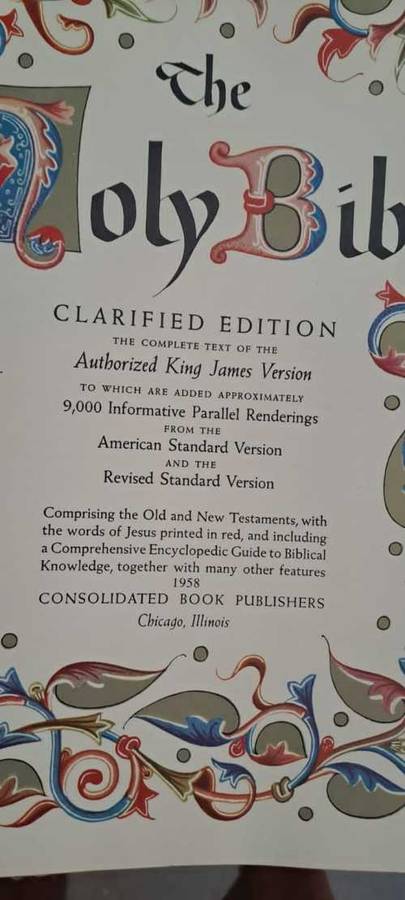 The
Holy Bib
CLARIFIED EDITION
THE COMPLETE TEXT OF THE
Authorized King James Version
TO WHICH ARE ADDED APPROXIMATELY
9,000 Informative Parallel Renderings
FROM THE
American Standard Version
AND THE
Revised Standard Version
Comprising the Old and New Testaments, with
the words of Jesus printed in red, and including
a Comprehensive Encyclopedic Guide to Biblical
Knowledge, together with many other features
1958
CONSOLIDATED BOOK PUBLISHERS
Chicago, Illinois